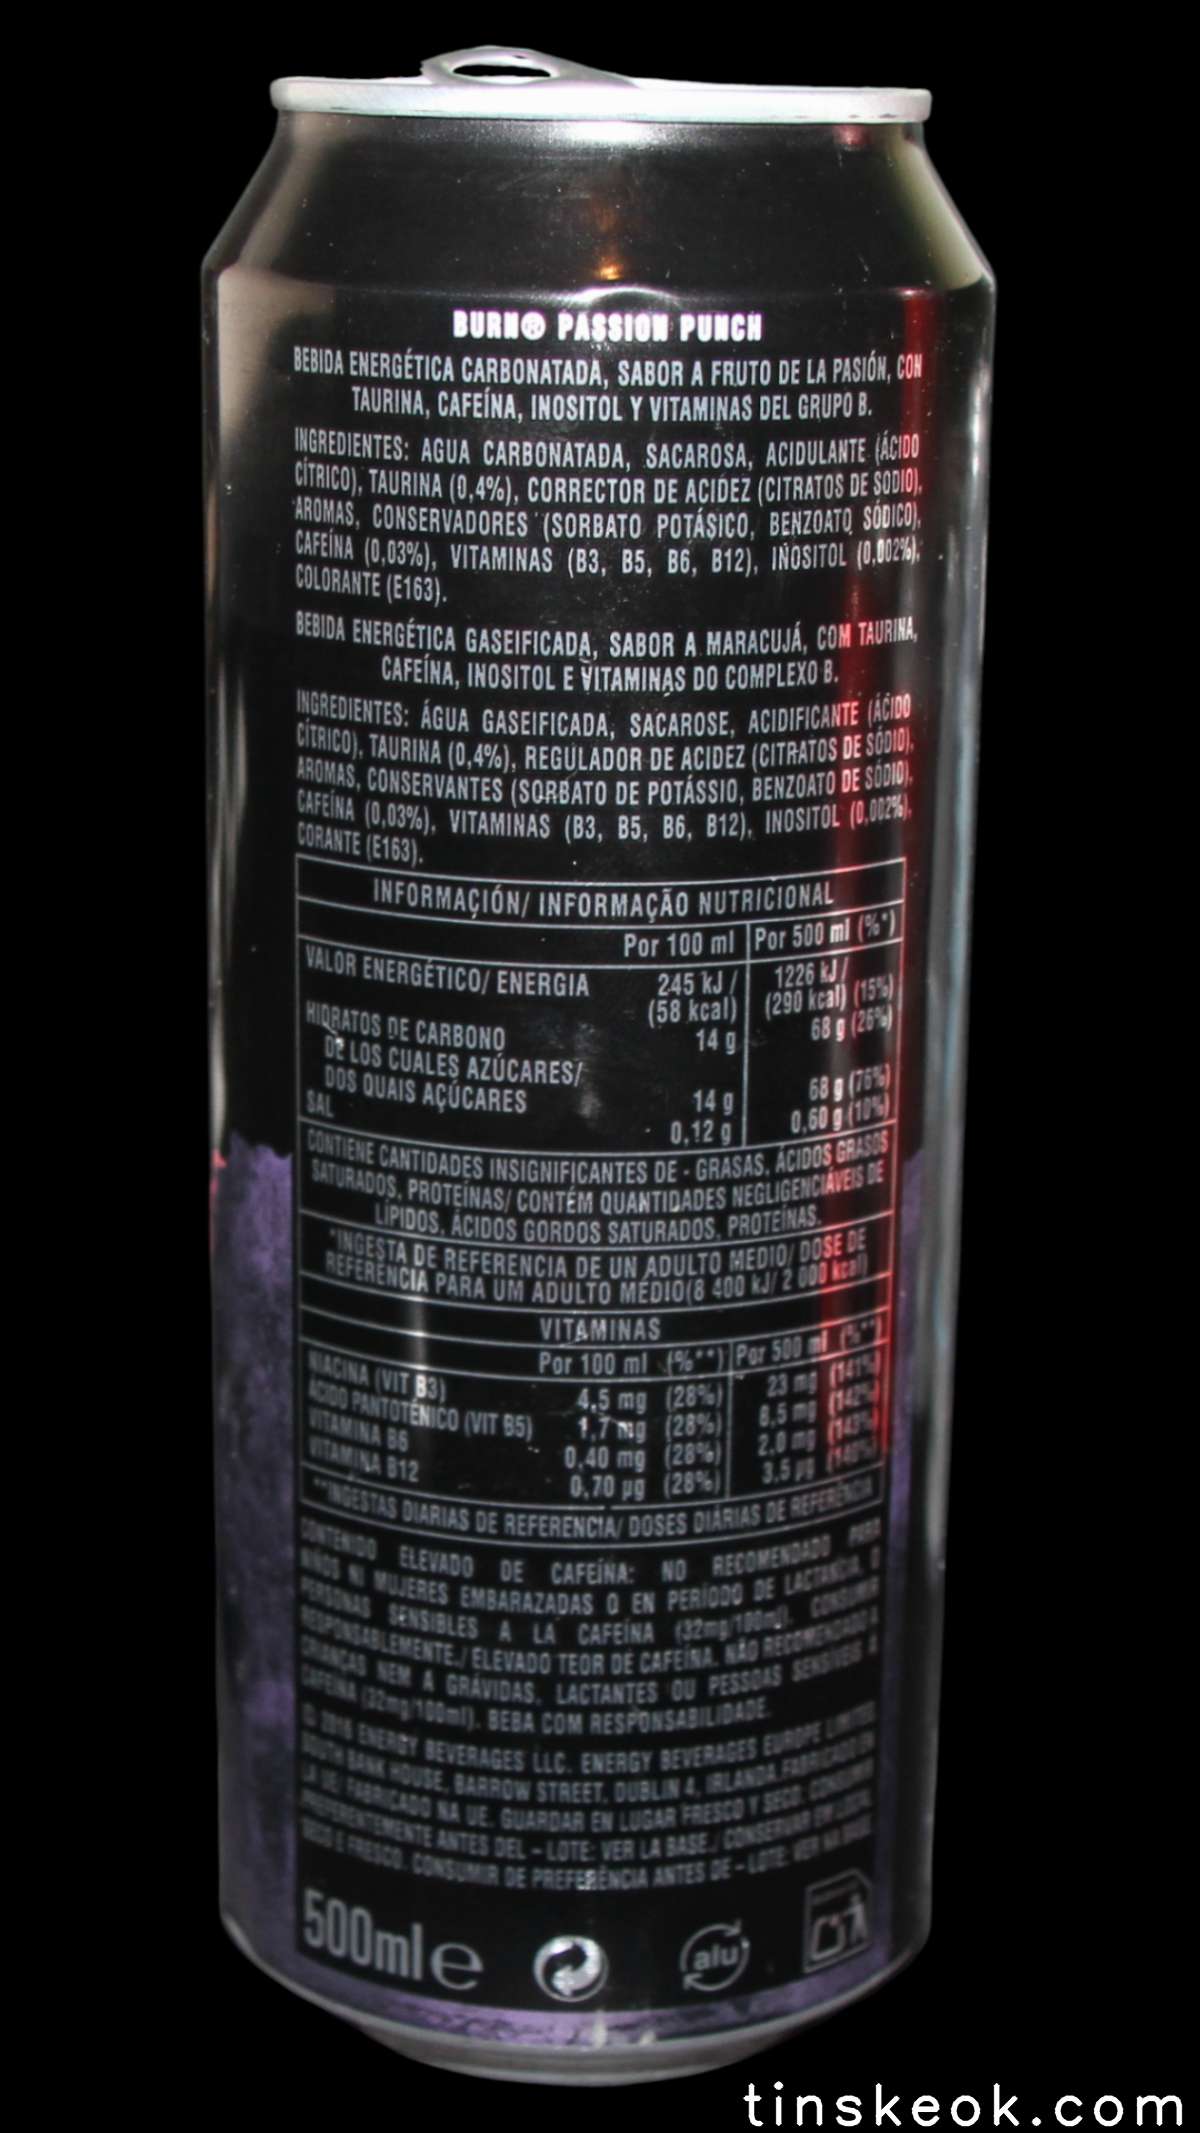 BURN® PASSION PUNCH
BEBIDA ENERGÉTICA CARBONATADA, SABOR A FRUTO DE LA PASIÓN, CON
TAURINA, CAFEÍNA, INOSITOL Y VITAMINAS DEL GRUPO B.
INGREDIENTES: AGUA CARBONATADA, SACAROSA, ACIDULANTE (ÁCIDO
CÍTRICO), TAURINA (0,4%), CORRECTOR DE ACIDEZ (CITRATOS DE SODIO),
AROMAS, CONSERVADORES (SORBATO POTÁSICO, BENZOATO SÓDICO),
CAFEÍNA (0,03%), VITAMINAS (B3, B5, B6, B12), INOSITOL (0,002%),
COLORANTE (E163).
BEBIDA ENERGÉTICA GASEIFICADA, SABOR A MARACUJÁ, COM TAURINA,
CAFEÍNA, INOSITOL E VITAMINAS DO COMPLEXO B.
INGREDIENTES: ÁGUA GASEIFICADA, SACAROSE, ACIDIFICANTE (ÁCIDO
CÍTRICO), TAURINA (0,4%), REGULADOR DE ACIDEZ (CITRATOS DE SÓDIO),
AROMAS, CONSERVANTES (SORBATO DE POTÁSSIO, BENZOATO DE SÓDIO),
CAFEÍNA (0,03%), VITAMINAS (B3, B5, B6, B12), INOSITOL (0,002%),
CORANTE (E163).
INFORMACIÓN/ INFORMAÇÃO NUTRICIONAL
Por 100 ml Por 500 ml (%*)
VALOR ENERGÉTICO/ ENERGIA 245 kJ / 1226 kJ /
(58 kcal) (290 kcal) (15%)
HIDRATOS DE CARBONO 14 g 68 g (26%)
DE LOS CUALES AZÚCARES/
DOS QUAIS AÇÚCARES 14 g 68 g (76%)
SAL 0,12 g 0,60 g (10%)
CONTIENE CANTIDADES INSIGNIFICANTES DE - GRASAS, ÁCIDOS GRASOS
SATURADOS, PROTEÍNAS/ CONTÉM QUANTIDADES NEGLIGENCIÁVEIS DE
LÍPIDOS, ÁCIDOS GORDOS SATURADOS, PROTEÍNAS.
*INGESTA DE REFERENCIA DE UN ADULTO MEDIO/ DOSE DE
REFERÊNCIA PARA UM ADULTO MÉDIO(8 400 kJ/ 2 000 kcal)
VITAMINAS
Por 100 ml (%**) Por 500 ml (%**)
NIACINA (VIT B3) 4,5 mg (28%) 23 mg (141%)
ÁCIDO PANTOTÉNICO (VIT B5) 1,7 mg (28%) 8,5 mg (142%)
VITAMINA B6 0,40 mg (28%) 2,0 mg (143%)
VITAMINA B12 0,70 µg (28%) 3,5 µg (140%)
**INGESTAS DIARIAS DE REFERENCIA/ DOSES DIÁRIAS DE REFERÊNCIA
CONTENIDO ELEVADO DE CAFEÍNA: NO RECOMENDADO PARA
NIÑOS NI MUJERES EMBARAZADAS O EN PERÍODO DE LACTANCIA, O
PERSONAS SENSIBLES A LA CAFEÍNA (32mg/100ml). CONSUMIR
RESPONSABLEMENTE./ ELEVADO TEOR DE CAFEÍNA. NÃO RECOMENDADO A
CRIANÇAS NEM A GRÁVIDAS, LACTANTES OU PESSOAS SENSÍVEIS À
CAFEÍNA (32mg/100ml). BEBA COM RESPONSABILIDADE.
© 2016 ENERGY BEVERAGES LLC. ENERGY BEVERAGES EUROPE LIMITED
SOUTH BANK HOUSE, BARROW STREET, DUBLIN 4, IRLANDA. FABRICADO EN
LA UE/ FABRICADO NA UE. GUARDAR EN LUGAR FRESCO Y SECO. CONSUMIR
PREFERENTEMENTE ANTES DEL - LOTE: VER LA BASE./ CONSERVAR EM LOCAL
SECO E FRESCO. CONSUMIR DE PREFERÊNCIA ANTES DE - LOTE: VER NA BASE
500ml e
alu
tinskeok.com